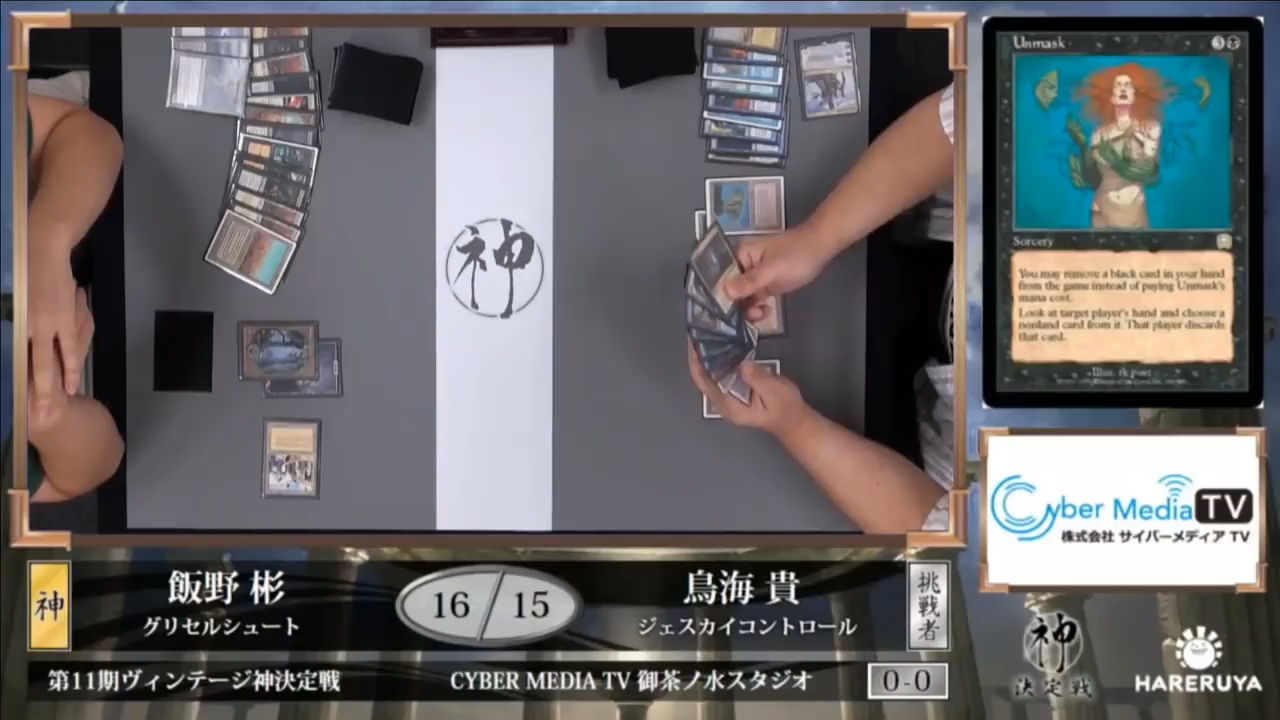 神
Unmask
3
Sorcery
You may remove a black card in your hand
from the game instead of paying Unmask's
mana cost.
Look at target player's hand and choose a
nonland card from it. That player discards
that card.
Cyber Media TV
株式会社 サイバーメディア TV
神
飯野 彬
グリセルシュート
16 / 15
鳥海 貴
ジェスカイコントロール
挑戦者
第11期ヴィンテージ神決定戦
CYBER MEDIA TV 御茶ノ水スタジオ
0-0
神
決定戦
HARERUYA